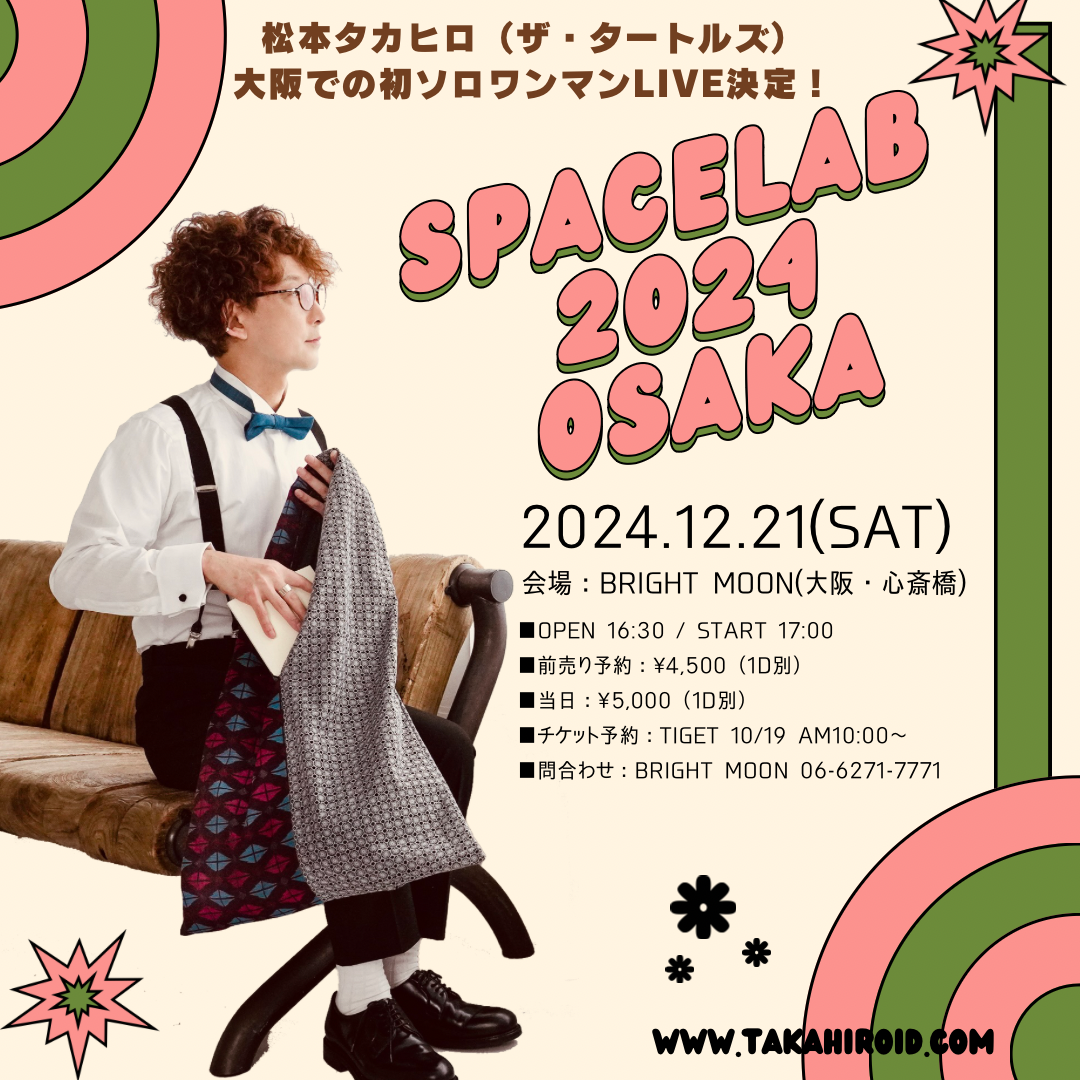 松本タカヒロ（ザ・タートルズ）
大阪での初ソロワンマンLIVE決定！
SPACELAB
2024
OSAKA
2024.12.21(SAT)
会場：BRIGHT MOON(大阪・心斎橋)
■OPEN 16:30 / START 17:00
■前売り予約：¥4,500（1D別）
■当日：¥5,000（1D別）
■チケット予約：TIGET 10/19 AM10:00〜
■問合わせ：BRIGHT MOON 06-6271-7771
WWW.TAKAHIROID.COM